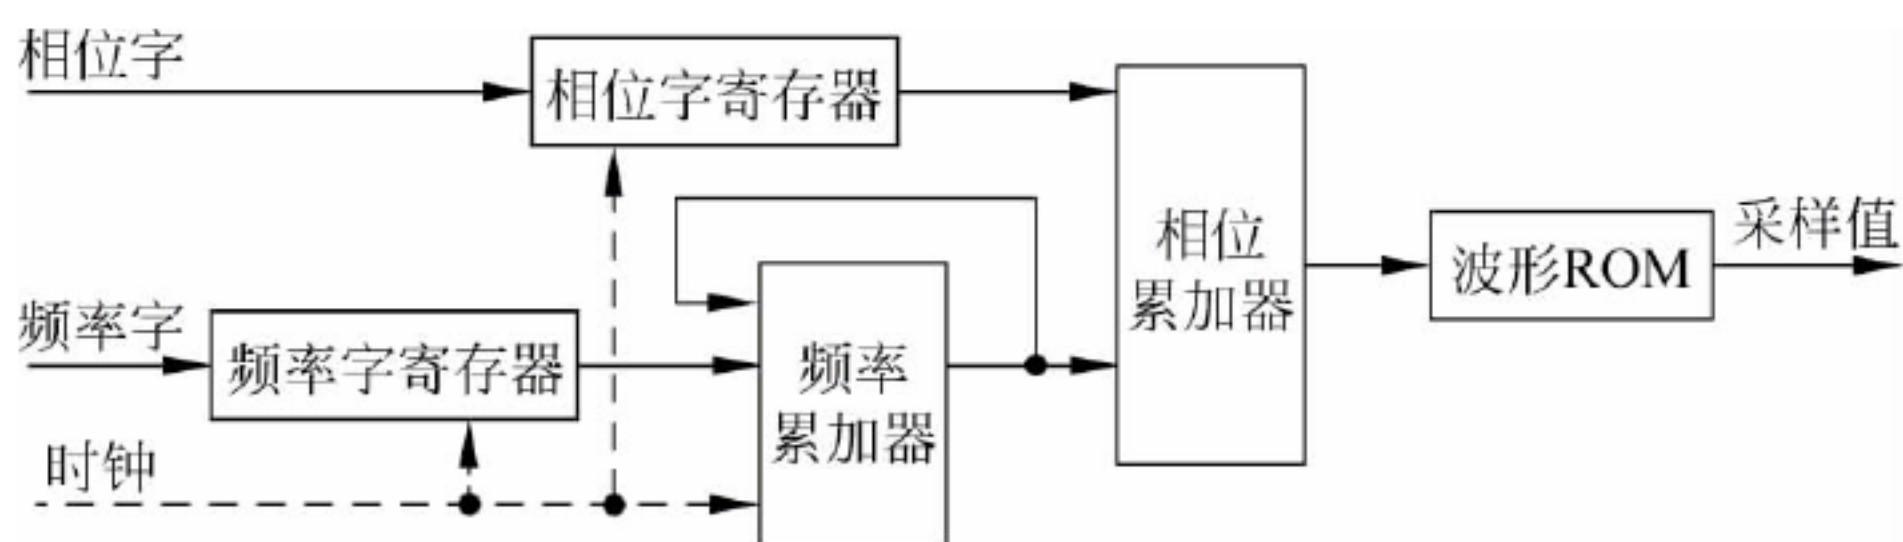 相位字
相位字寄存器
相位
累加器
波形ROM
采样值
频率字
频率字寄存器
频率
累加器
时钟